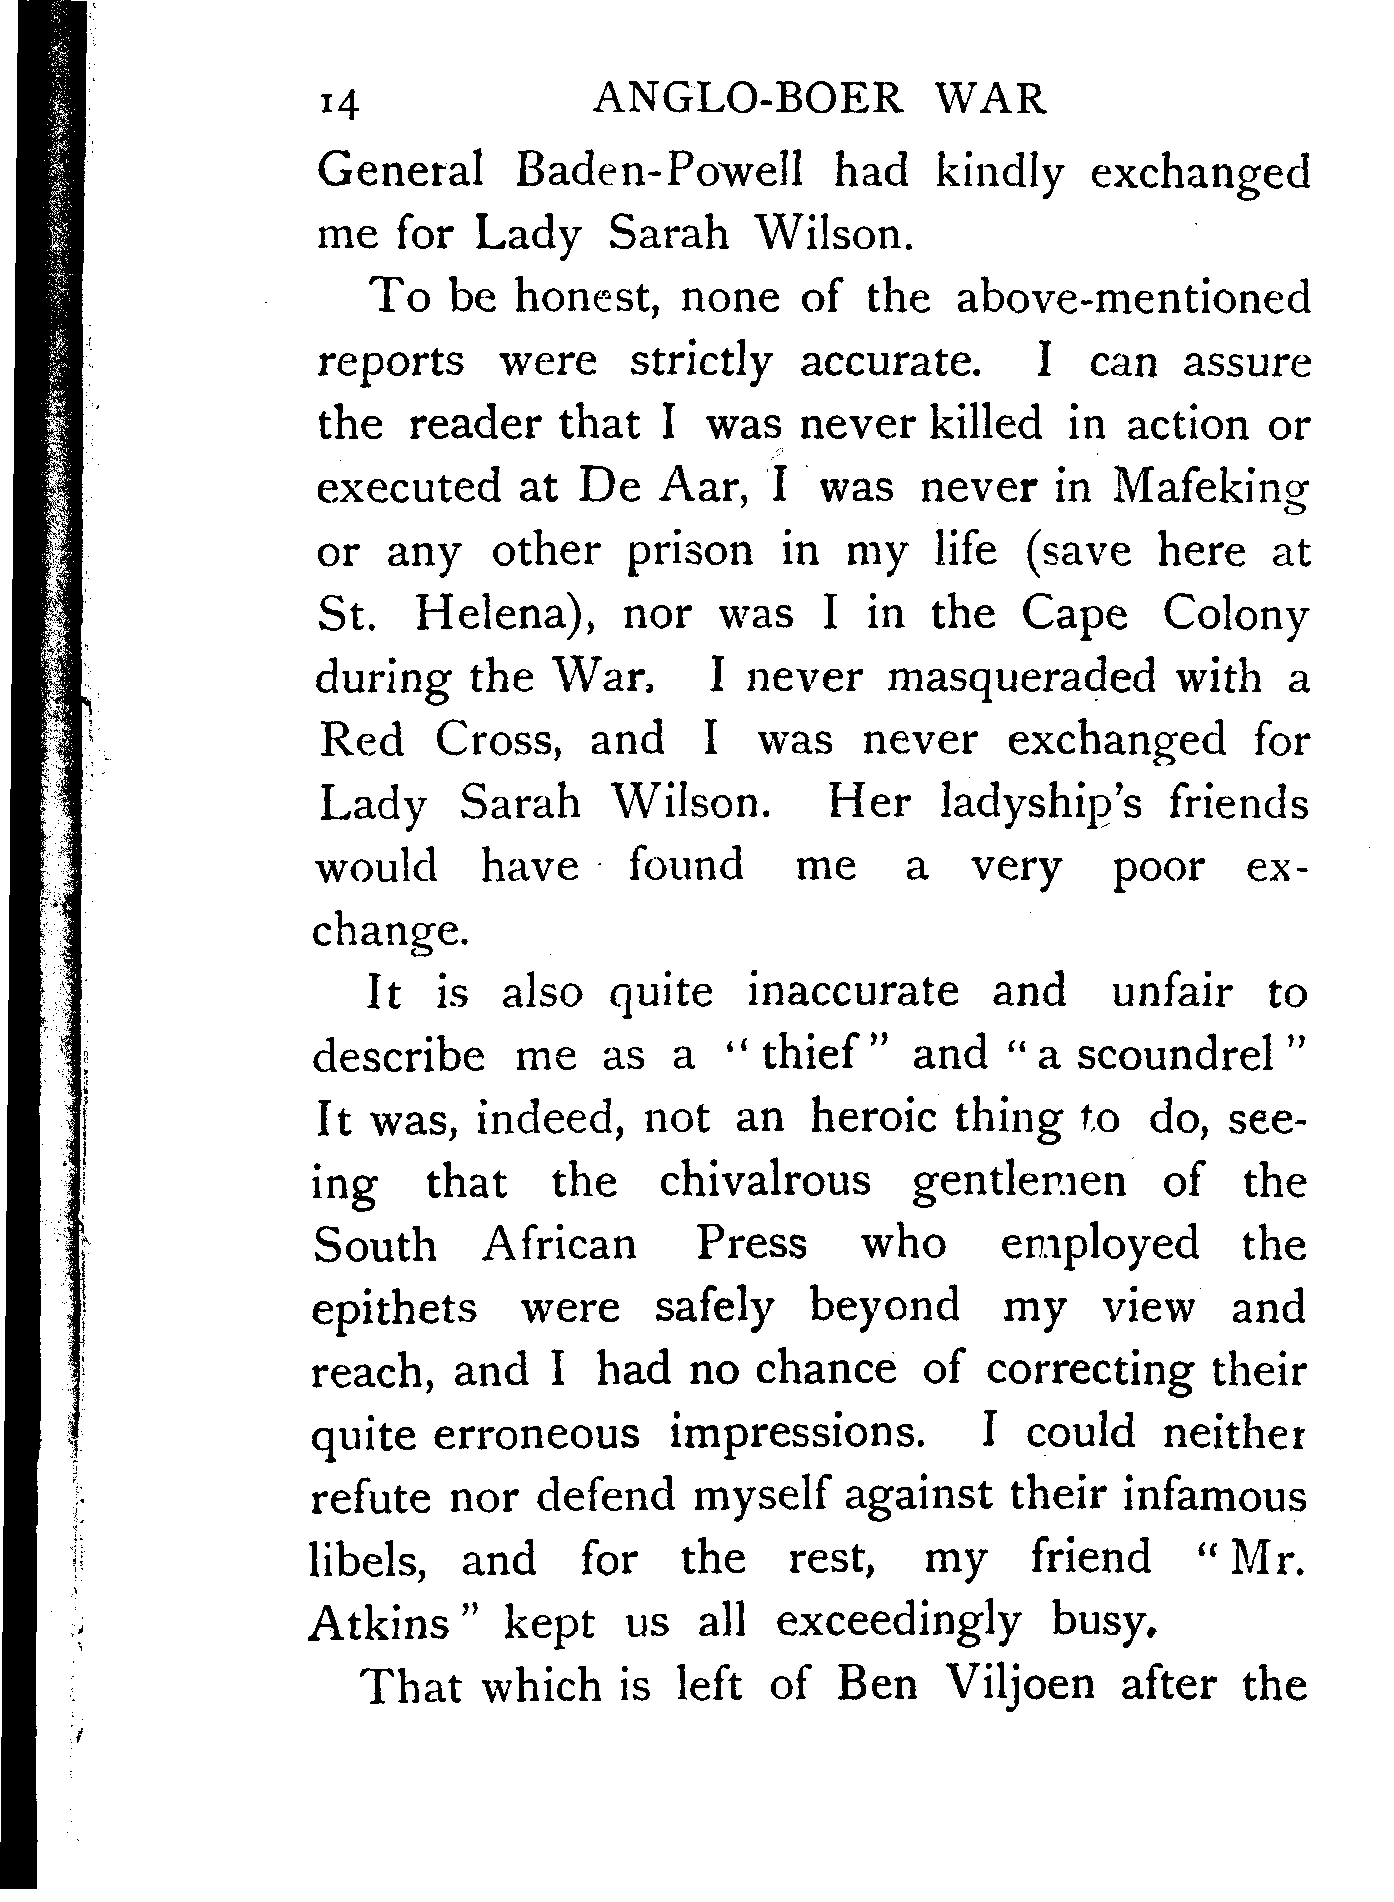 14 ANGLO-BOER WAR
General Baden-Powell had kindly exchanged
me for Lady Sarah Wilson.
To be honest, none of the above-mentioned
reports were strictly accurate. I can assure
the reader that I was never killed in action or
executed at De Aar, I was never in Mafeking
or any other prison in my life (save here at
St. Helena), nor was I in the Cape Colony
during the War. I never masqueraded with a
Red Cross, and I was never exchanged for
Lady Sarah Wilson. Her ladyship's friends
would have found me a very poor ex-
change.
It is also quite inaccurate and unfair to
describe me as a "thief" and "a scoundrel"
It was, indeed, not an heroic thing to do, see-
ing that the chivalrous gentlemen of the
South African Press who employed the
epithets were safely beyond my view and
reach, and I had no chance of correcting their
quite erroneous impressions. I could neither
refute nor defend myself against their infamous
libels, and for the rest, my friend "Mr.
Atkins" kept us all exceedingly busy.
That which is left of Ben Viljoen after the